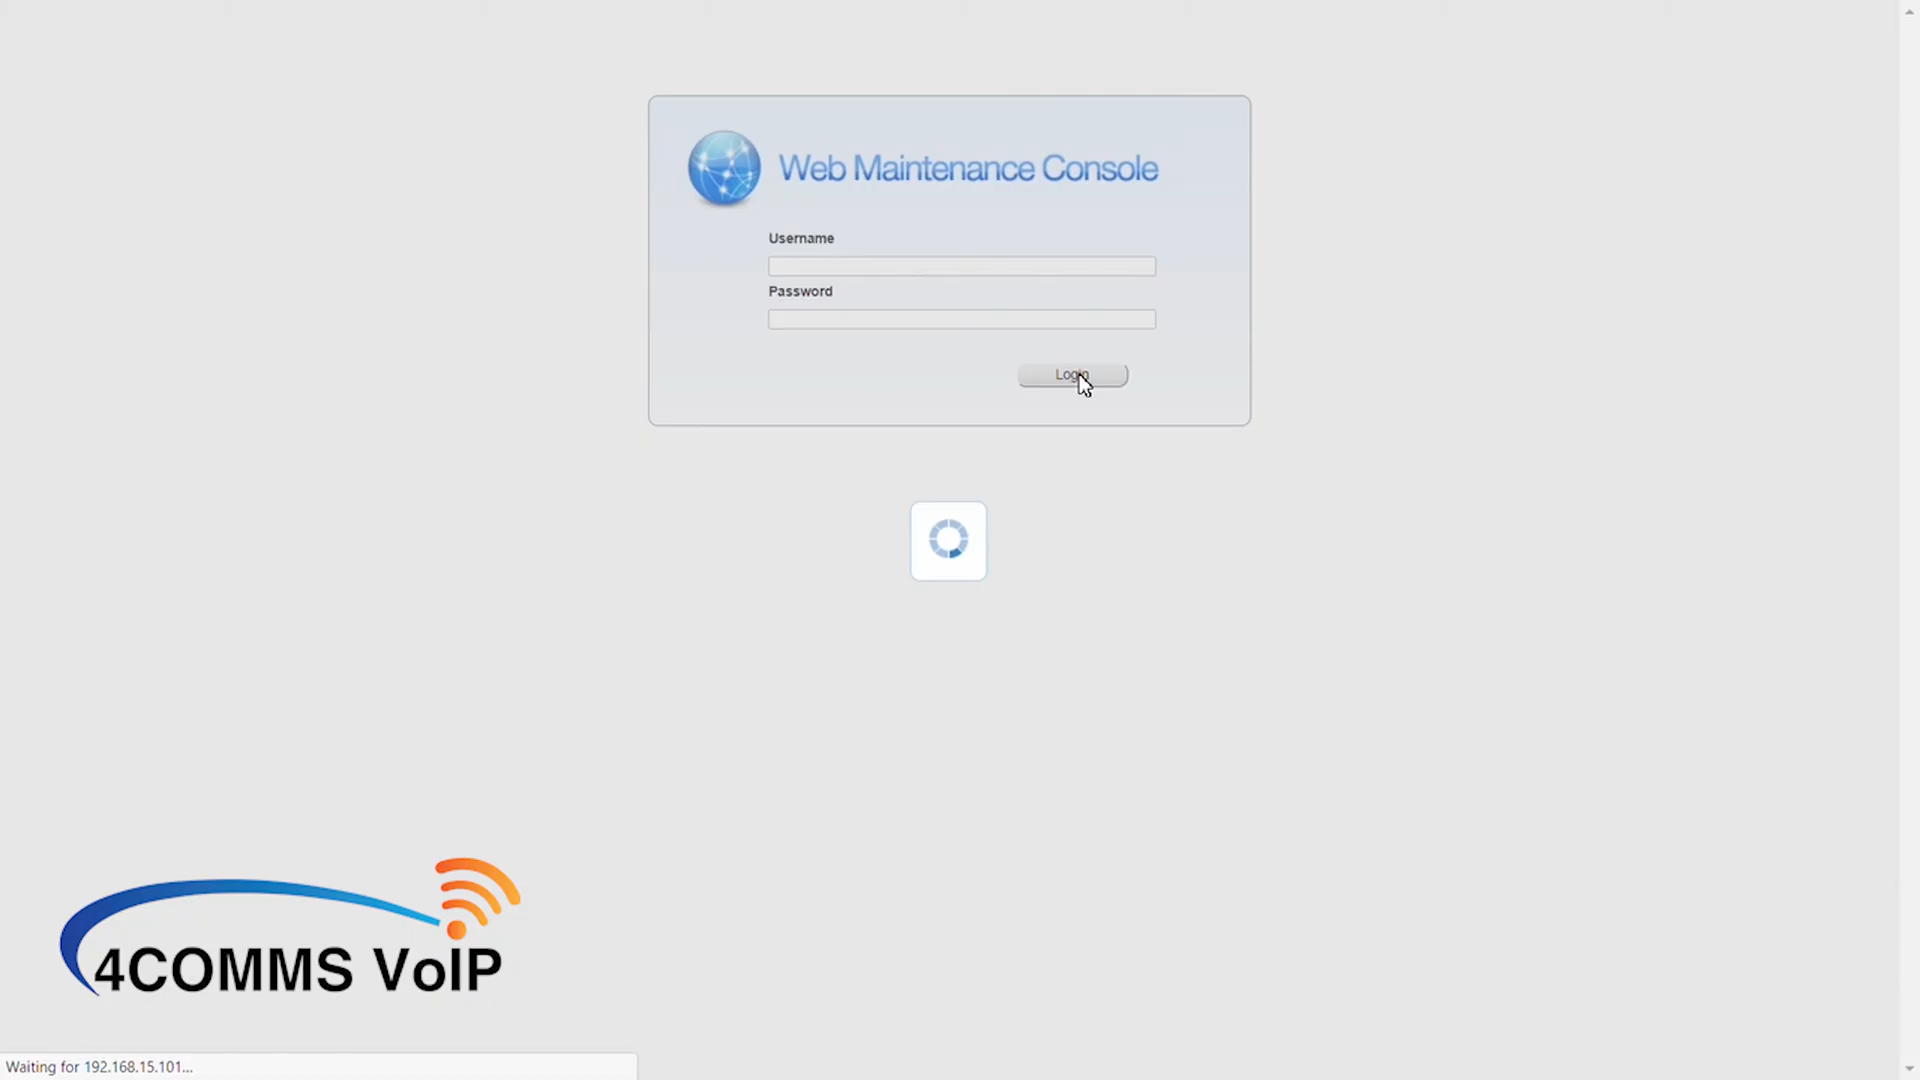 Web Maintenance Console
Username
Password
Login
4COMMS VoIP
Waiting for 192.168.15.101...